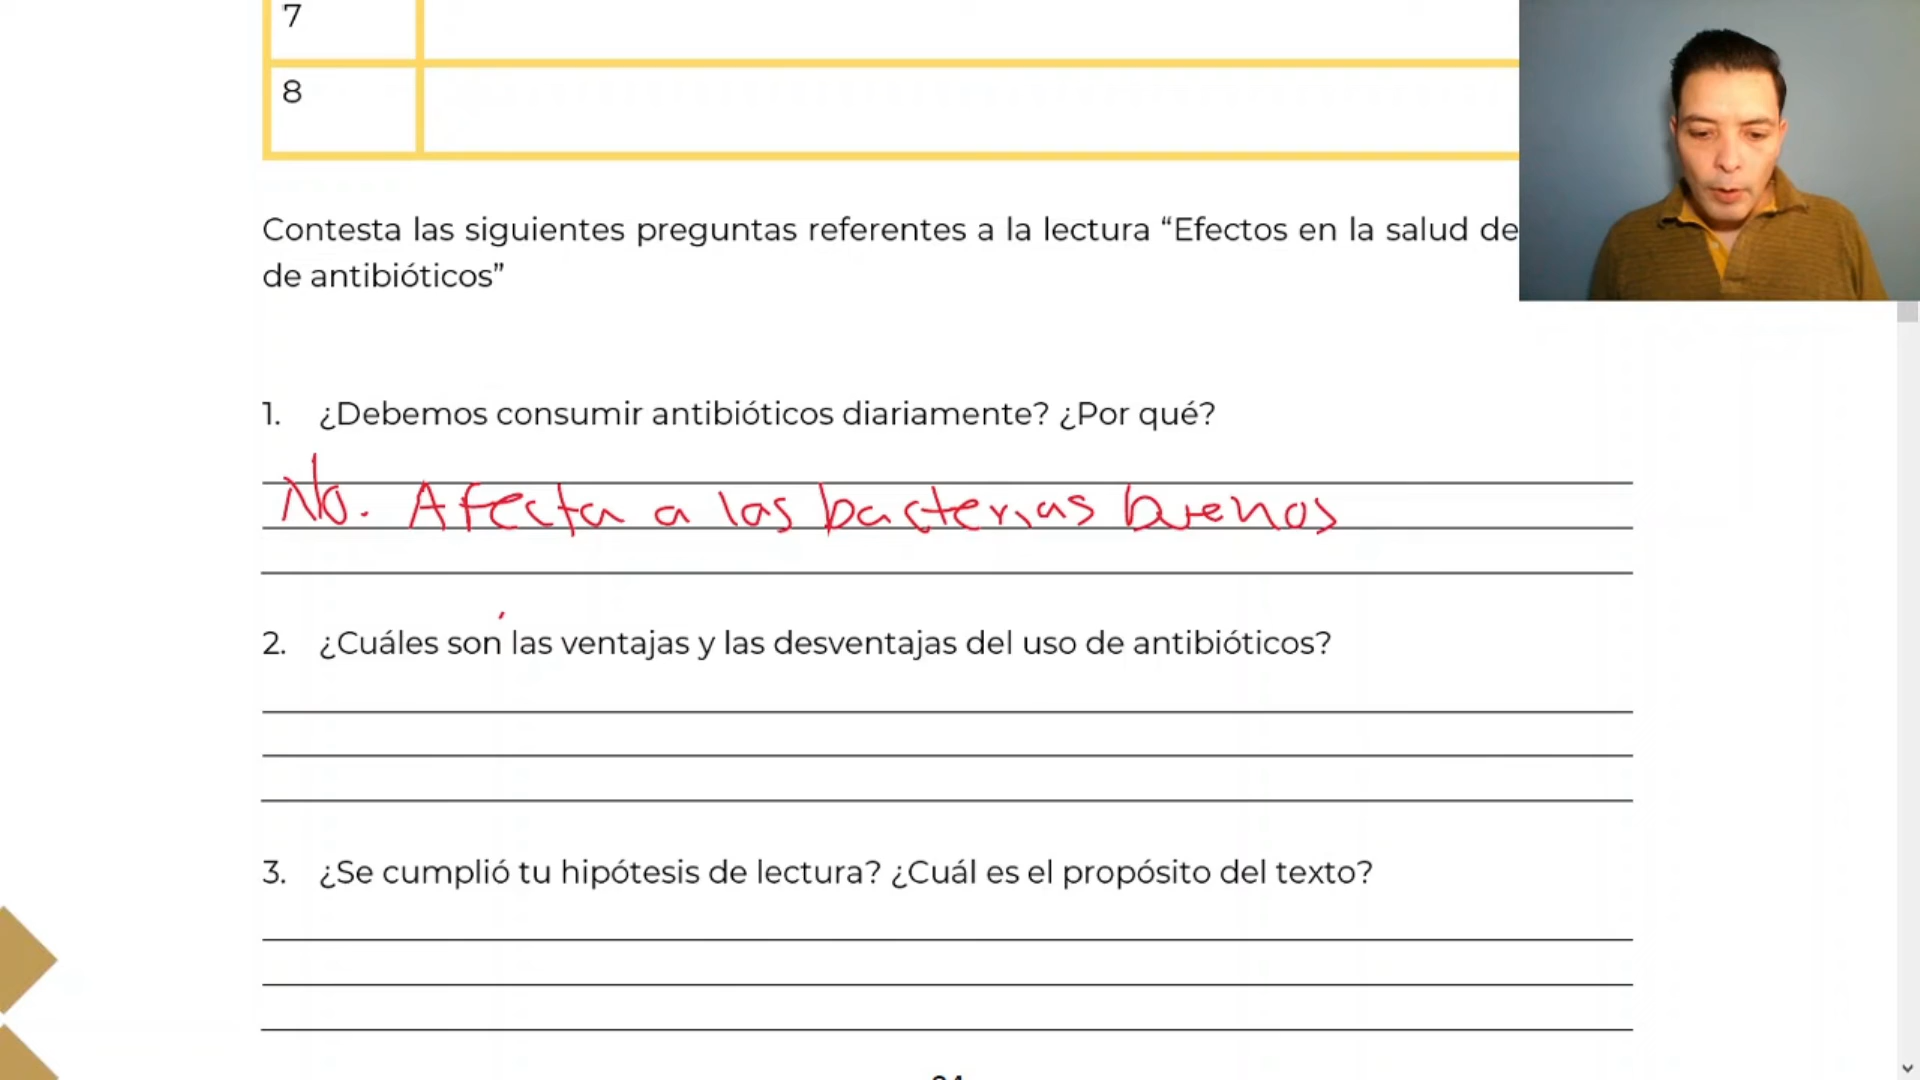 7
8
Contesta las siguientes preguntas referentes a la lectura “Efectos en la salud de
de antibióticos”
1. ¿Debemos consumir antibióticos diariamente? ¿Por qué?
No. Afecta a las bacterias buenas
2. ¿Cuáles son las ventajas y las desventajas del uso de antibióticos?
3. ¿Se cumplió tu hipótesis de lectura? ¿Cuál es el propósito del texto?